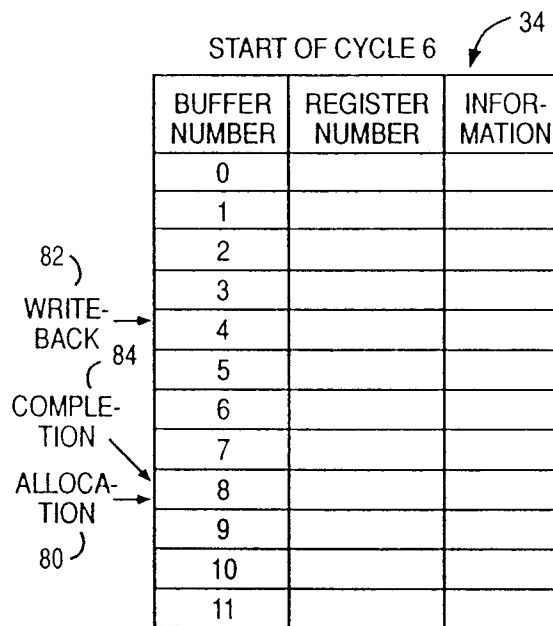 START OF CYCLE 6
34
BUFFER NUMBER
REGISTER NUMBER
INFOR-
MATION
0
1
2
82
3
WRITE-
BACK
4
84
5
COMPLE-
TION
6
7
ALLOCA-
TION
8
80
9
10
11